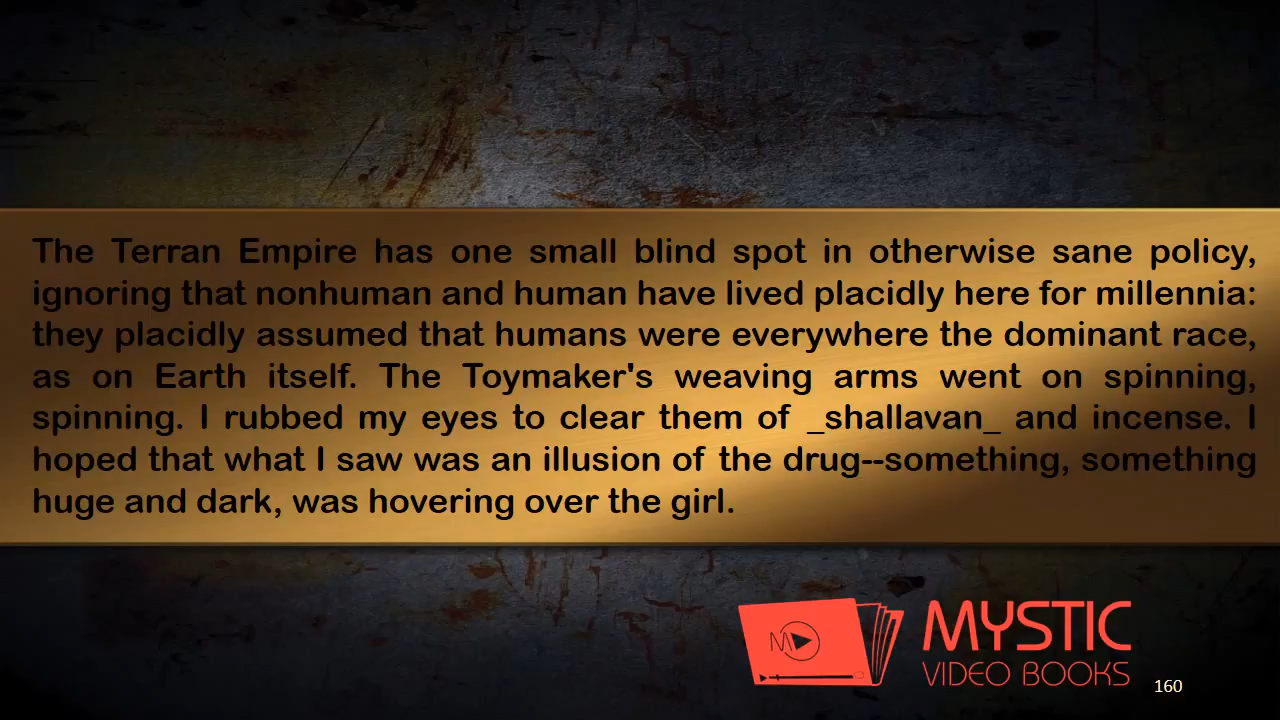 The Terran Empire has one small blind spot in otherwise sane policy,
ignoring that nonhuman and human have lived placidly here for millennia:
they placidly assumed that humans were everywhere the dominant race,
as on Earth itself. The Toymaker's weaving arms went on spinning,
spinning. I rubbed my eyes to clear them of _shallavan_ and incense. I
hoped that what I saw was an illusion of the drug--something, something
huge and dark, was hovering over the girl.
M
MYSTIC
VIDEO BOOKS
160